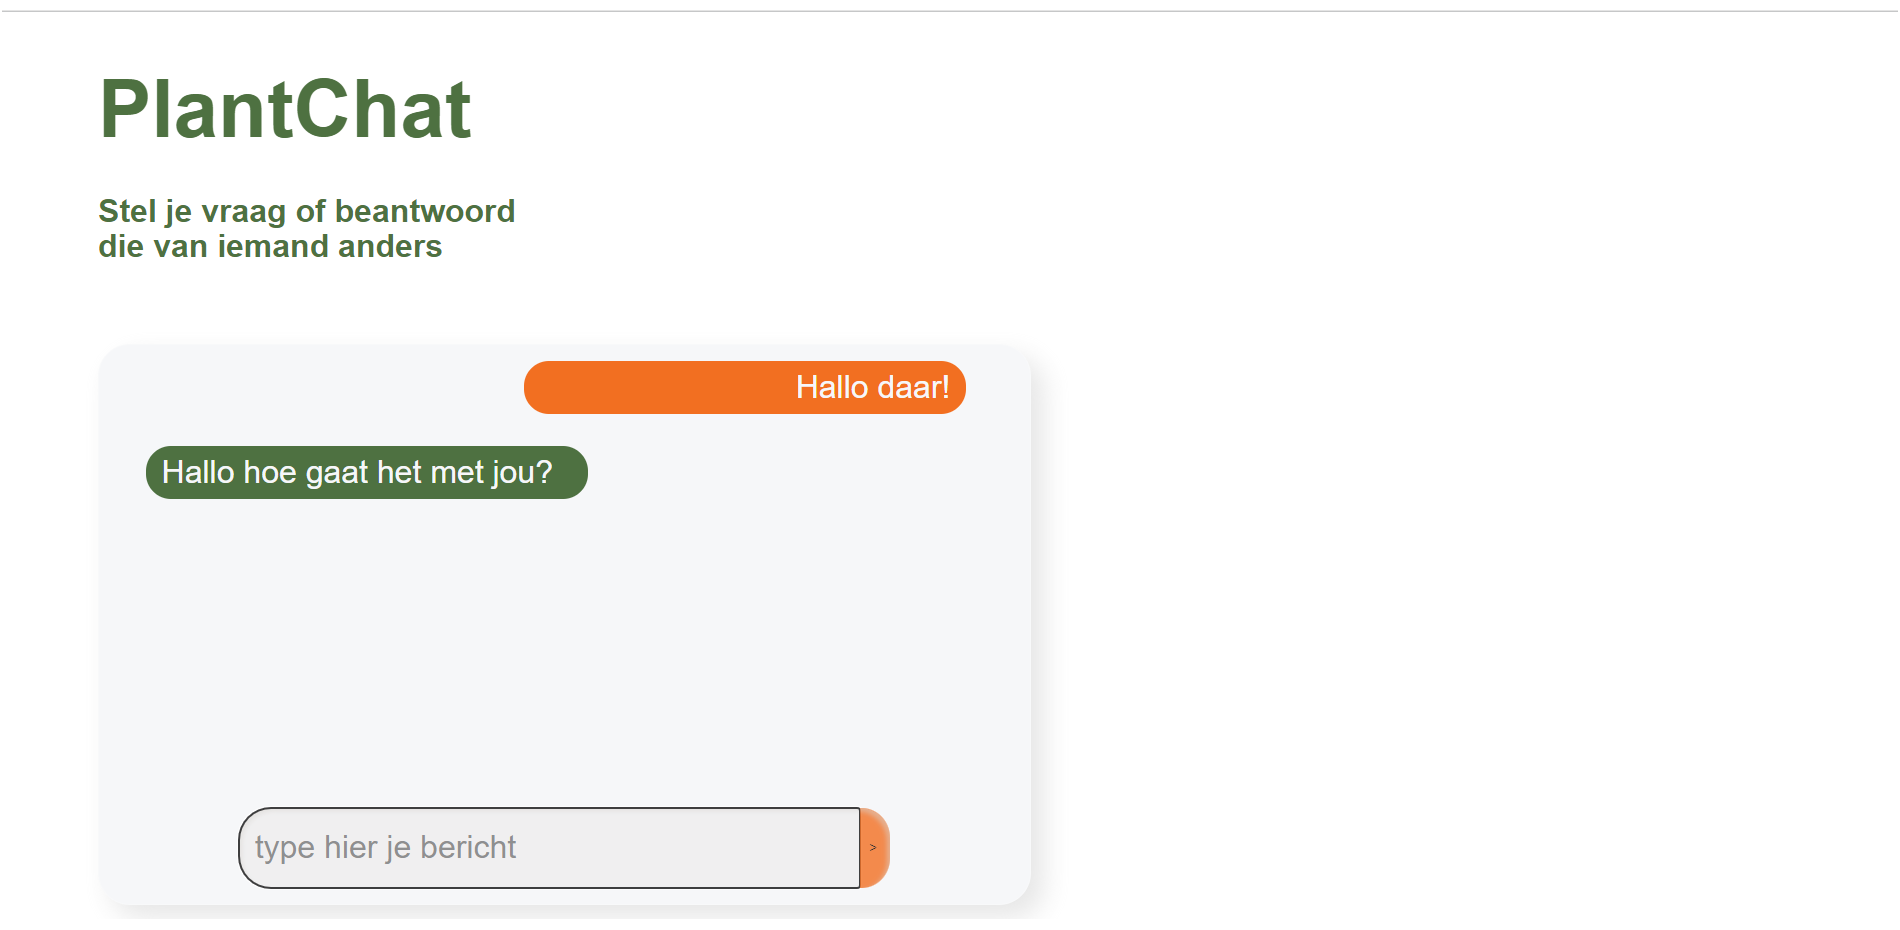 PlantChat
Stel je vraag of beantwoord
die van iemand anders
Hallo daar!
Hallo hoe gaat het met jou?
type hier je bericht
>